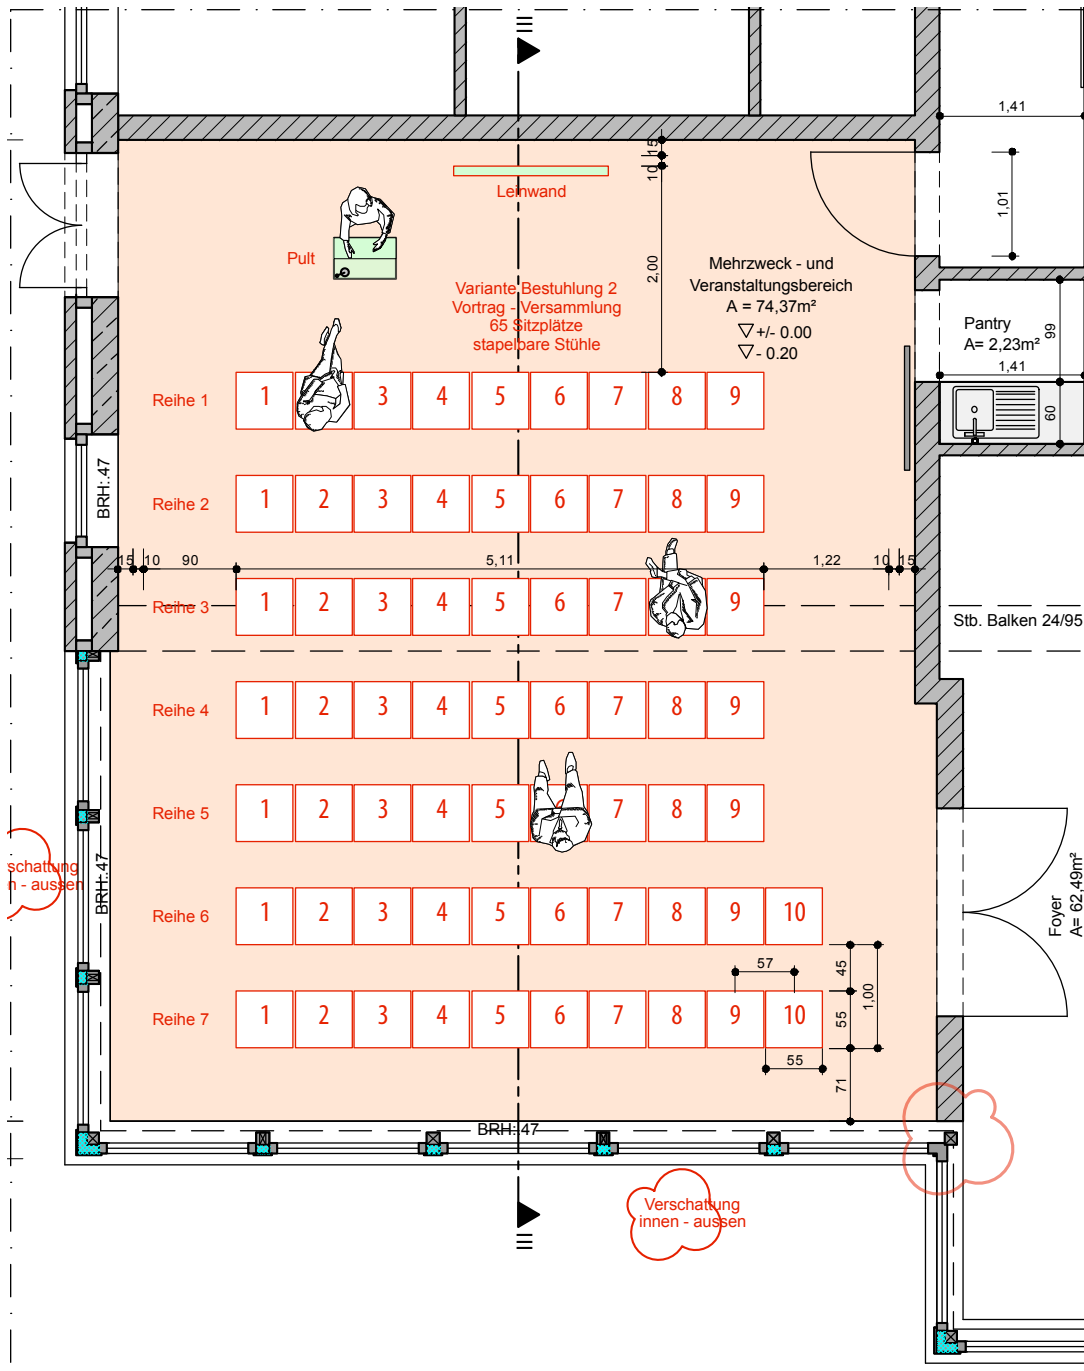 III
1,41
15
10
Leinwand
1,01
Pult
2,00
Mehrzweck - und
Veranstaltungsbereich
A = 74,37m²
+/- 0.00
- 0.20
Variante Bestuhlung 2
Vortrag - Versammlung
65 Sitzplätze
stapelbare Stühle
Pantry
A= 2,23m²
99
1,41
60
Reihe 1
1 3 4 5 6 7 8 9
BRH:.47
Reihe 2
1 2 3 4 5 6 7 8 9
15 10 90 5,11 1,22 10 15
Reihe 3
1 2 3 4 5 6 7 9
Stb. Balken 24/95
Reihe 4
1 2 3 4 5 6 7 8 9
Reihe 5
1 2 3 4 5 7 8 9
schattung
n - aussen
BRH:.47
Foyer
A= 62,49m²
Reihe 6
1 2 3 4 5 6 7 8 9 10
57
45
1,00
Reihe 7
1 2 3 4 5 6 7 8 9 10
55
55
71
BRH:.47
Verschattung
innen - aussen
III